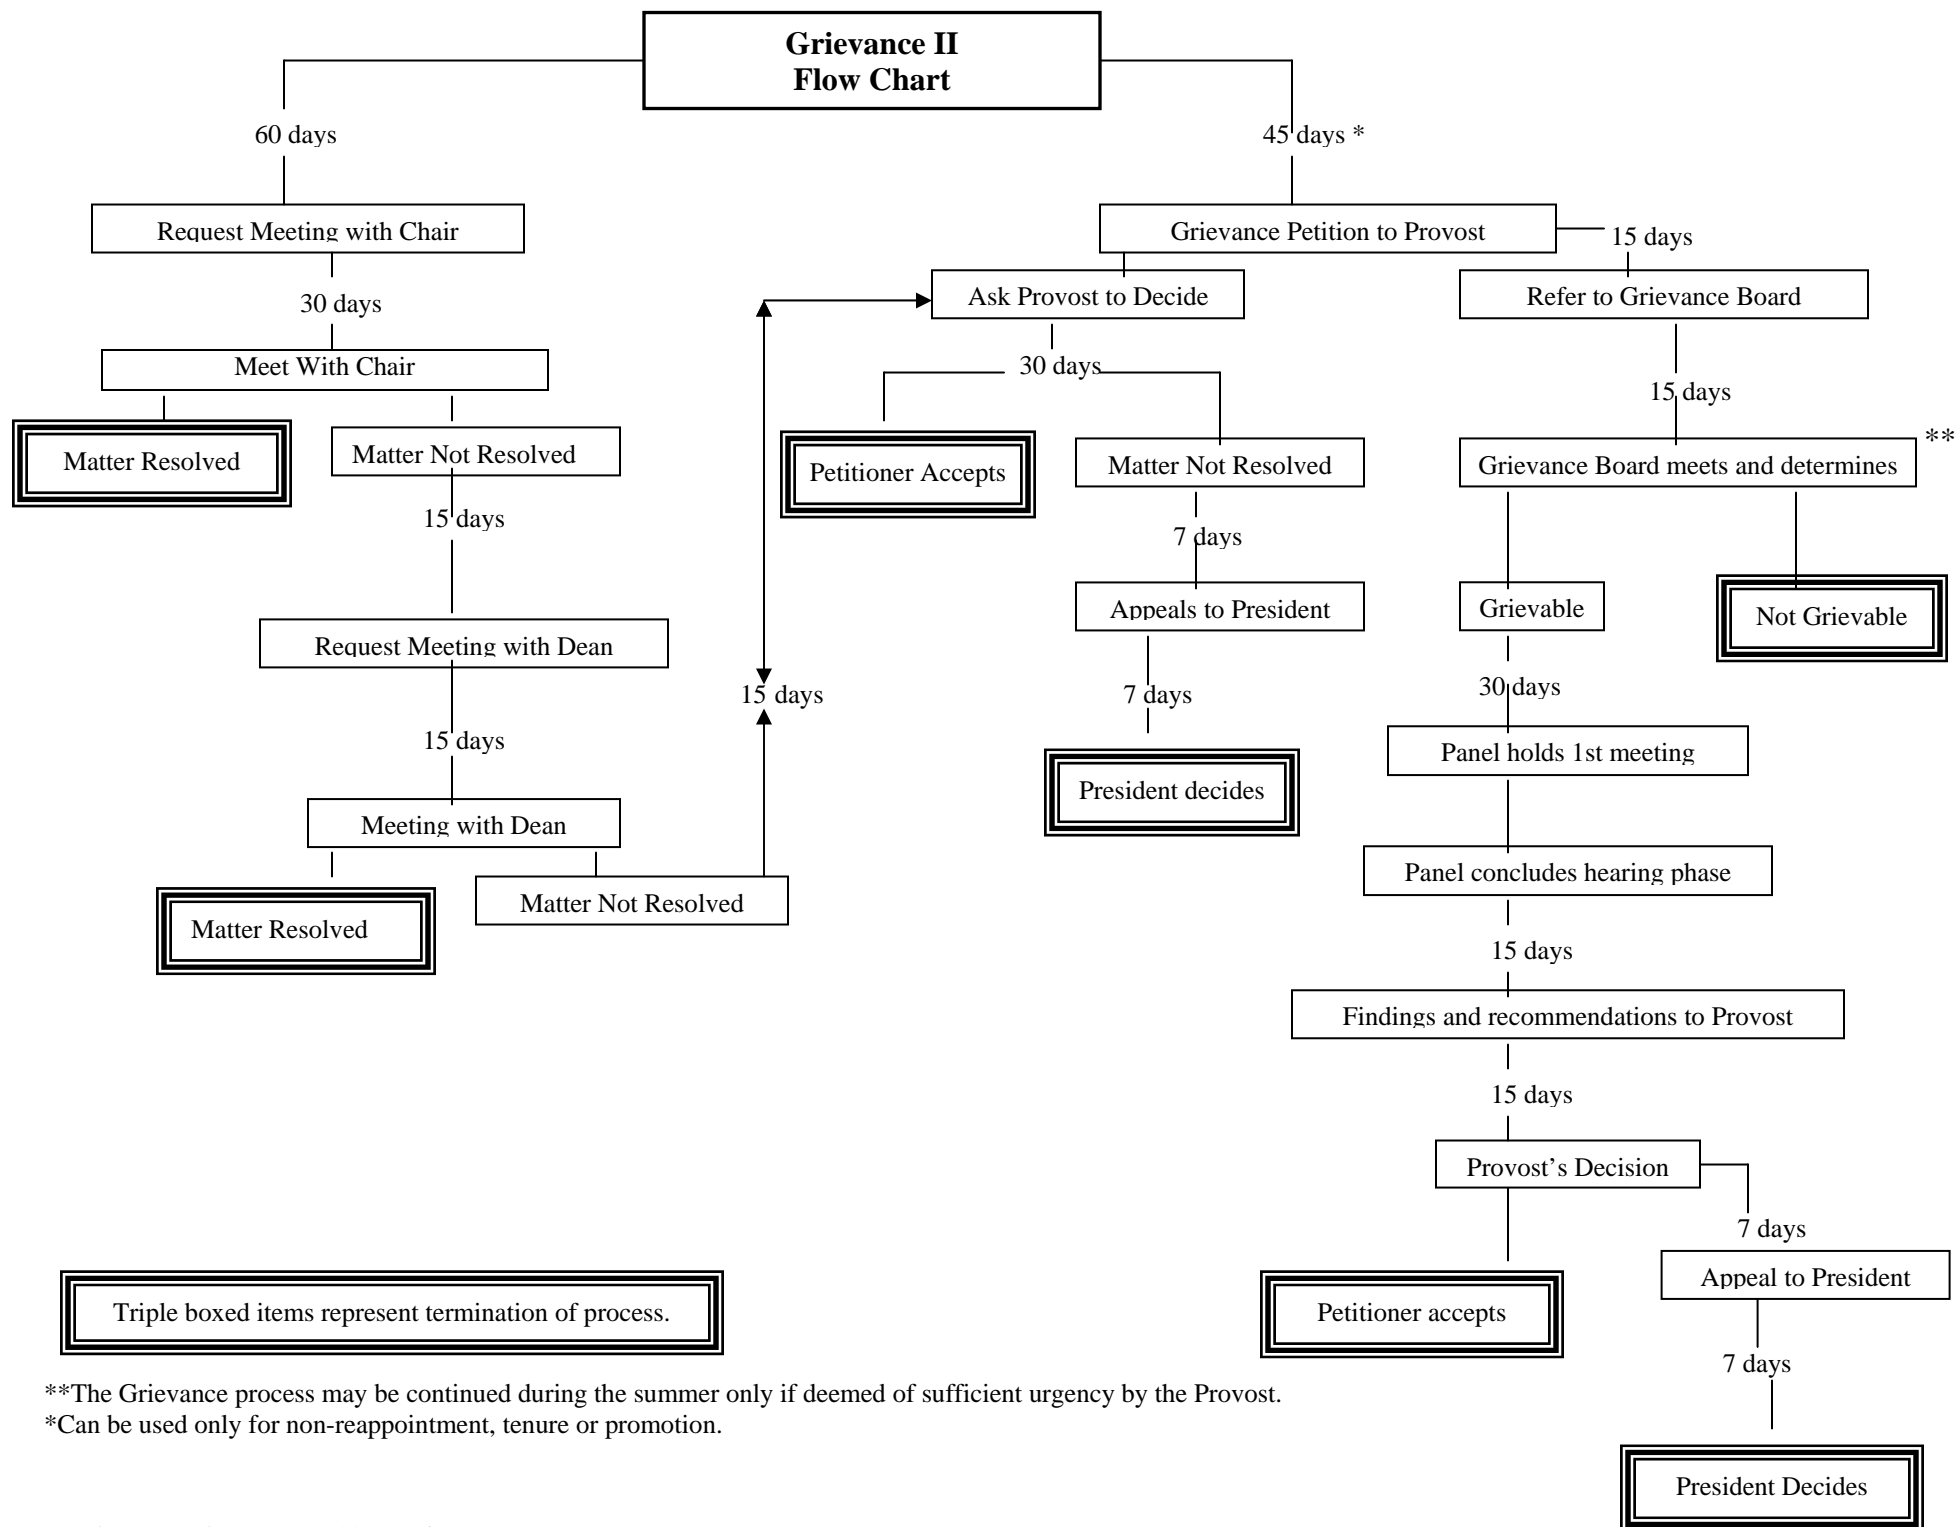 Grievance II
Flow Chart
60 days
45 days *
Request Meeting with Chair
Grievance Petition to Provost
15 days
30 days
Ask Provost to Decide
Refer to Grievance Board
Meet With Chair
30 days
15 days
Matter Resolved
Matter Not Resolved
Petitioner Accepts
Matter Not Resolved
Grievance Board meets and determines
**
15 days
7 days
Request Meeting with Dean
Appeals to President
Grievable
Not Grievable
15 days
15 days
7 days
30 days
Panel holds 1st meeting
Meeting with Dean
President decides
Matter Resolved
Matter Not Resolved
Panel concludes hearing phase
15 days
Findings and recommendations to Provost
15 days
Provost’s Decision
7 days
Appeal to President
Triple boxed items represent termination of process.
Petitioner accepts
7 days
**The Grievance process may be continued during the summer only if deemed of sufficient urgency by the Provost.
*Can be used only for non-reappointment, tenure or promotion.
President Decides